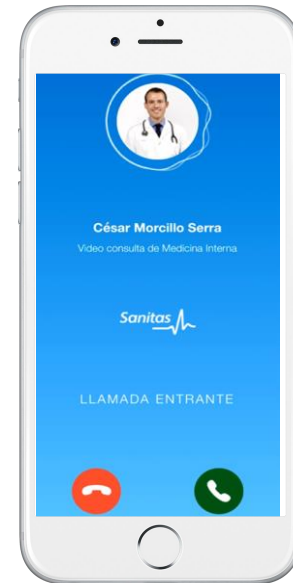 César Morcillo Serra
Video consulta de Medicina Interna
Sanitas
LLAMADA ENTRANTE